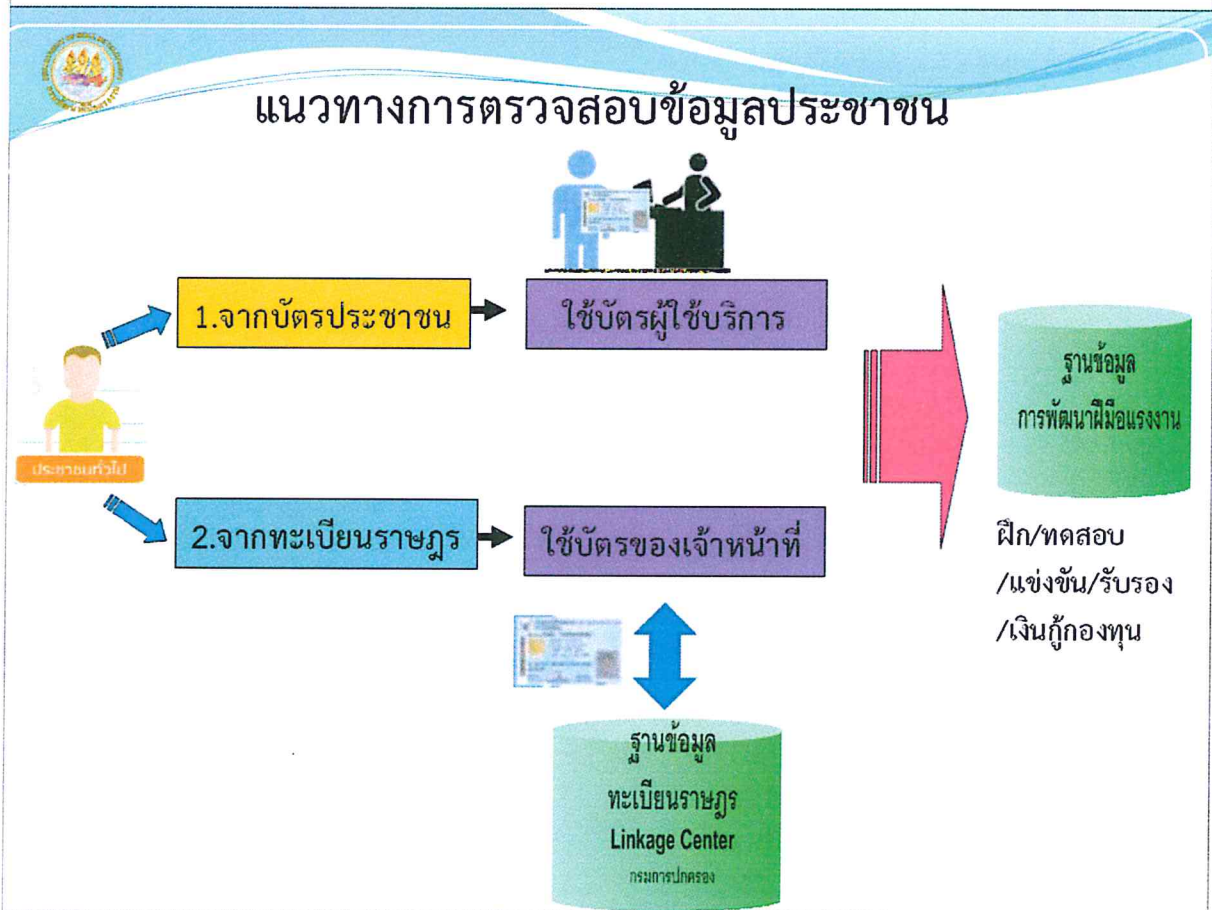 แนวทางการตรวจสอบข้อมูลประชาชน
1.จากบัตรประชาชน
ใช้บัตรผู้ใช้บริการ
ประชาชนทั่วไป
2.จากทะเบียนราษฎร
ใช้บัตรของเจ้าหน้าที่
ฐานข้อมูล
ทะเบียนราษฎร
Linkage Center
กรมการปกครอง
ฐานข้อมูล
การพัฒนาฝีมือแรงงาน
ฝึก/ทดสอบ
/แข่งขัน/รับรอง
/เงินกู้กองทุน